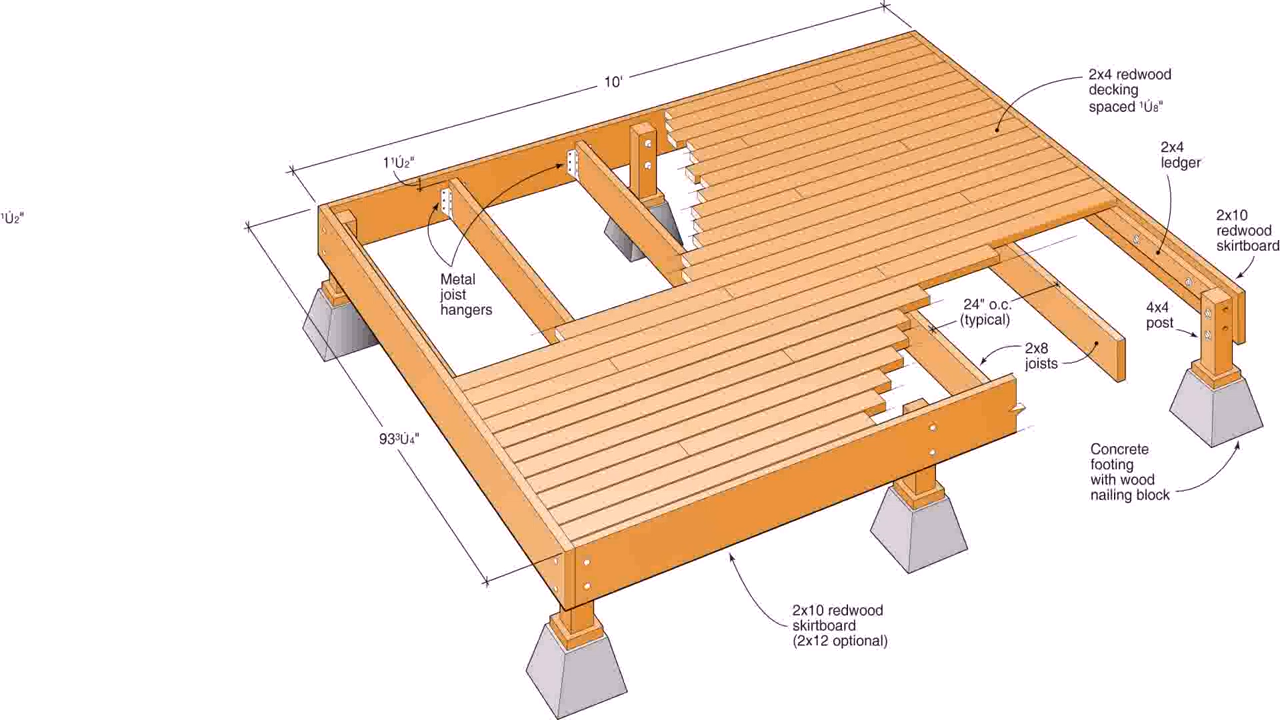 10'
2x4 redwood
decking
spaced ¹Ú₈"
2x4
ledger
1¹Ú₂"
¹Ú₂"
2x10
redwood
skirtboard
Metal
joist
hangers
24" o.c.
(typical)
4x4
post
2x8
joists
93³Ú₄"
Concrete
footing
with wood
nailing block
2x10 redwood
skirtboard
(2x12 optional)